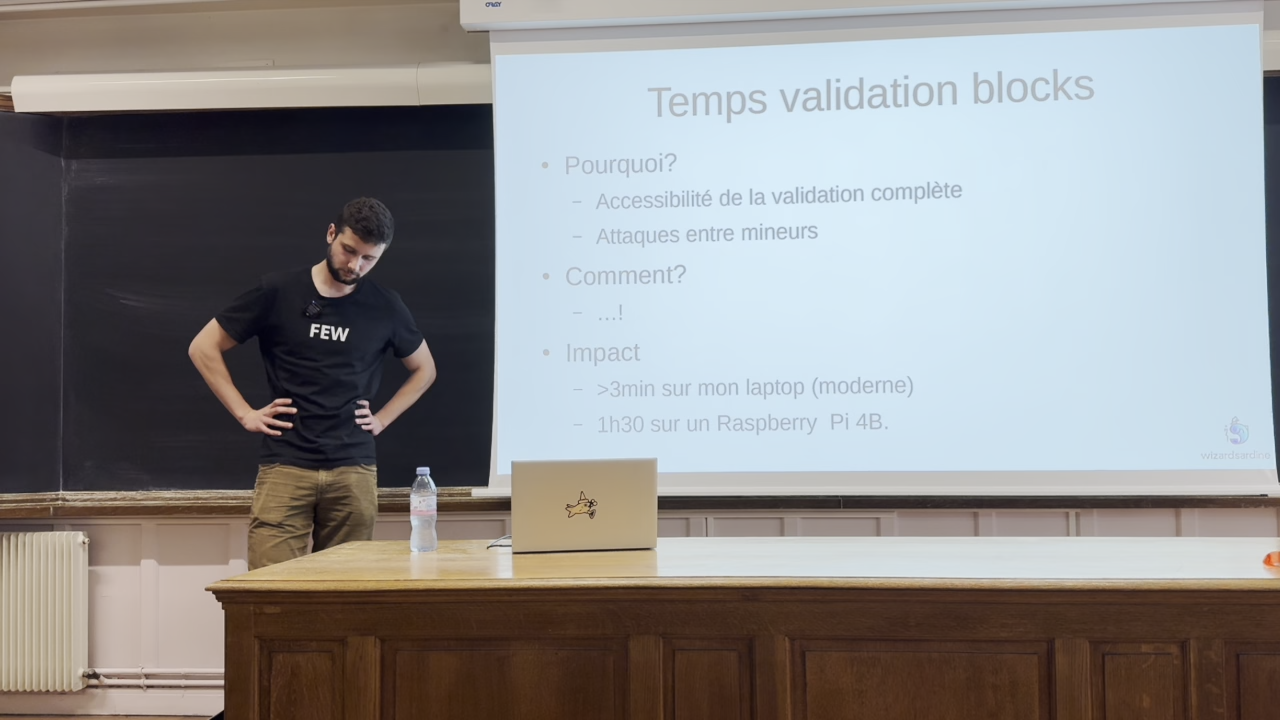 Temps validation blocks
• Pourquoi?
– Accessibilité de la validation complète
– Attaques entre mineurs
• Comment?
– ...!
• Impact
– >3min sur mon laptop (moderne)
– 1h30 sur un Raspberry Pi 4B.
wizardsardine
FEW